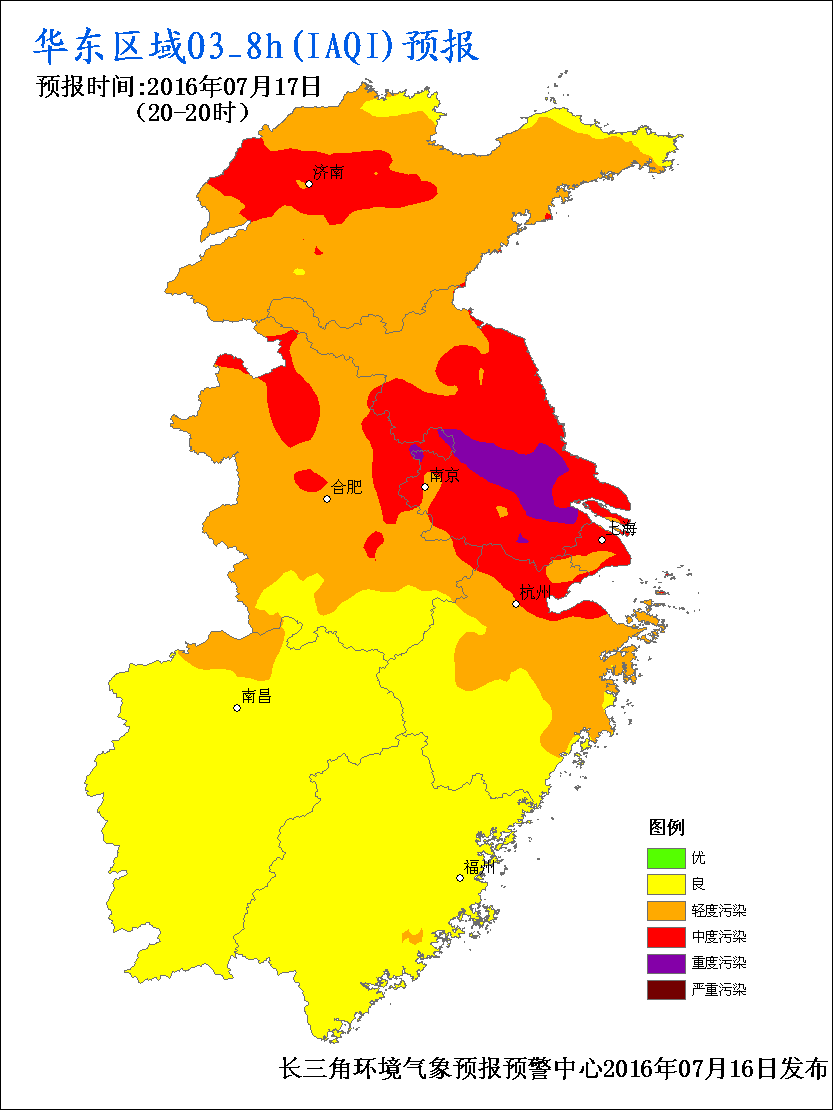 华东区域O3_8h(IAQI)预报
预报时间:2016年07月17日
(20-20时)
济南
合肥
南京
上海
杭州
南昌
福州
图例
优
良
轻度污染
中度污染
重度污染
严重污染
长三角环境气象预报预警中心2016年07月16日发布